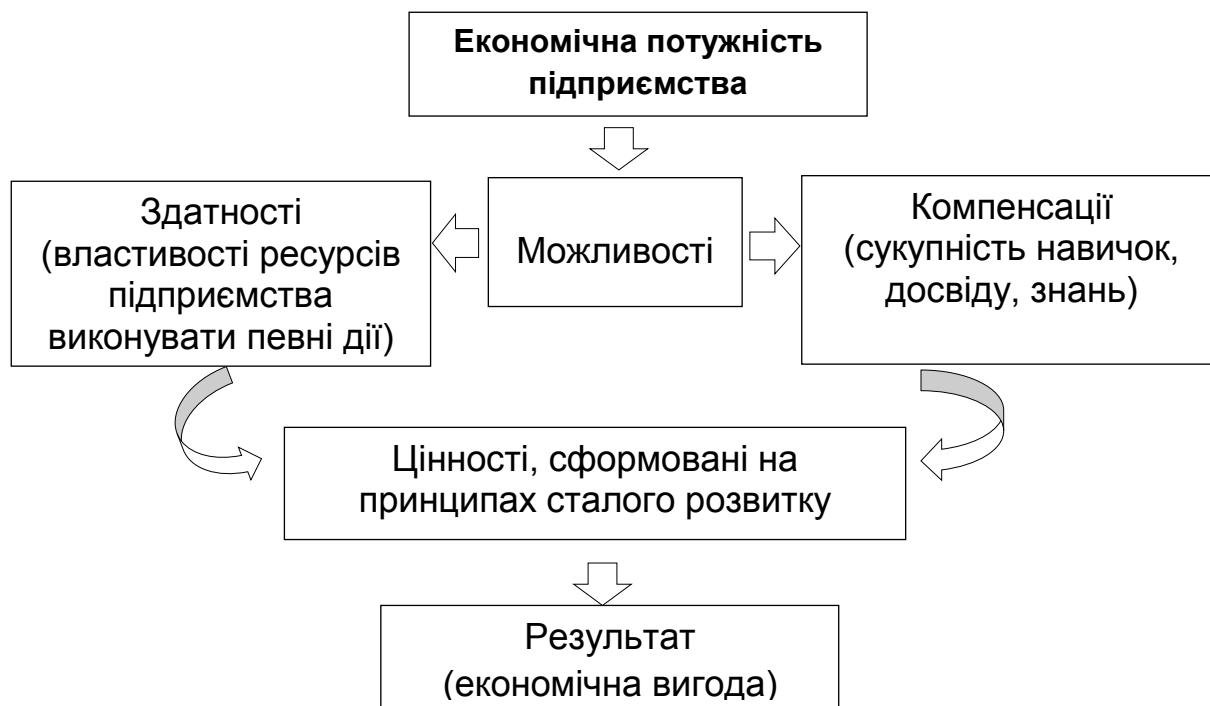 Економічна потужність
підприємства
Здатності
(властивості ресурсів
підприємства
виконувати певні дії)
Можливості
Компенсації
(сукупність навичок,
досвіду, знань)
Цінності, сформовані на
принципах сталого розвитку
Результат
(економічна вигода)